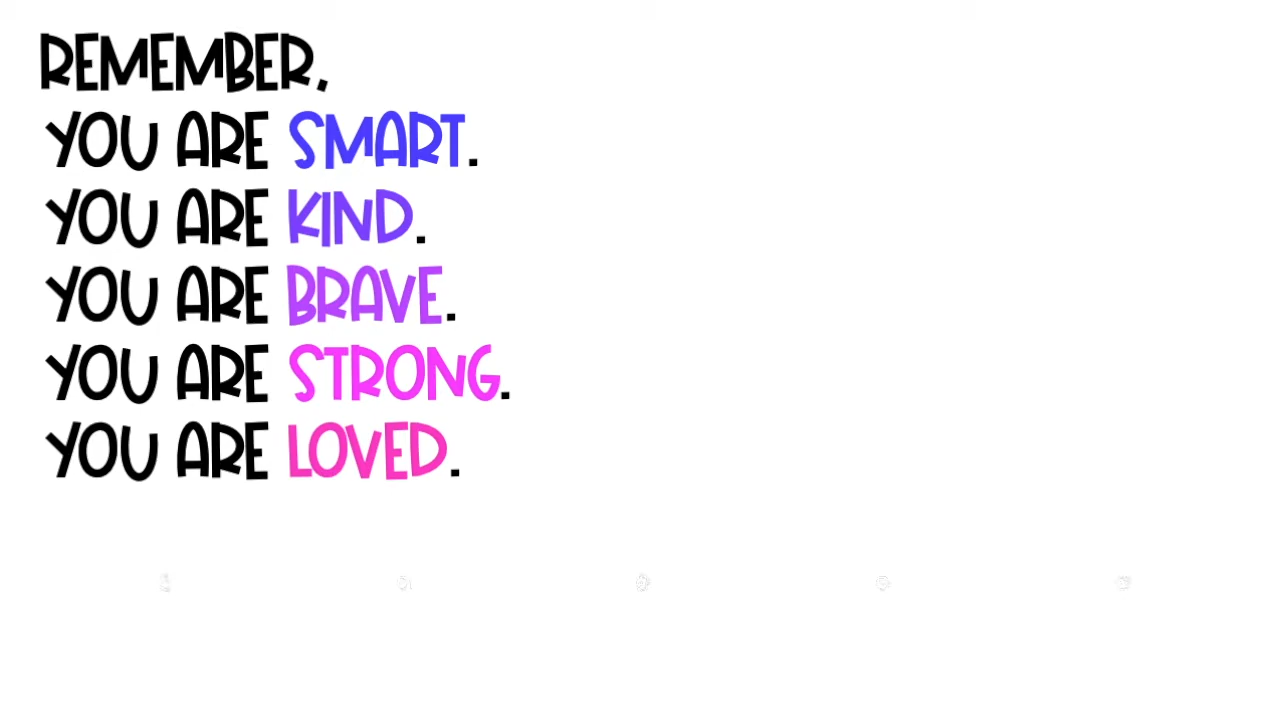 REMEMBER,
YOU ARE SMART.
YOU ARE KIND.
YOU ARE BRAVE.
YOU ARE STRONG.
YOU ARE LOVED.